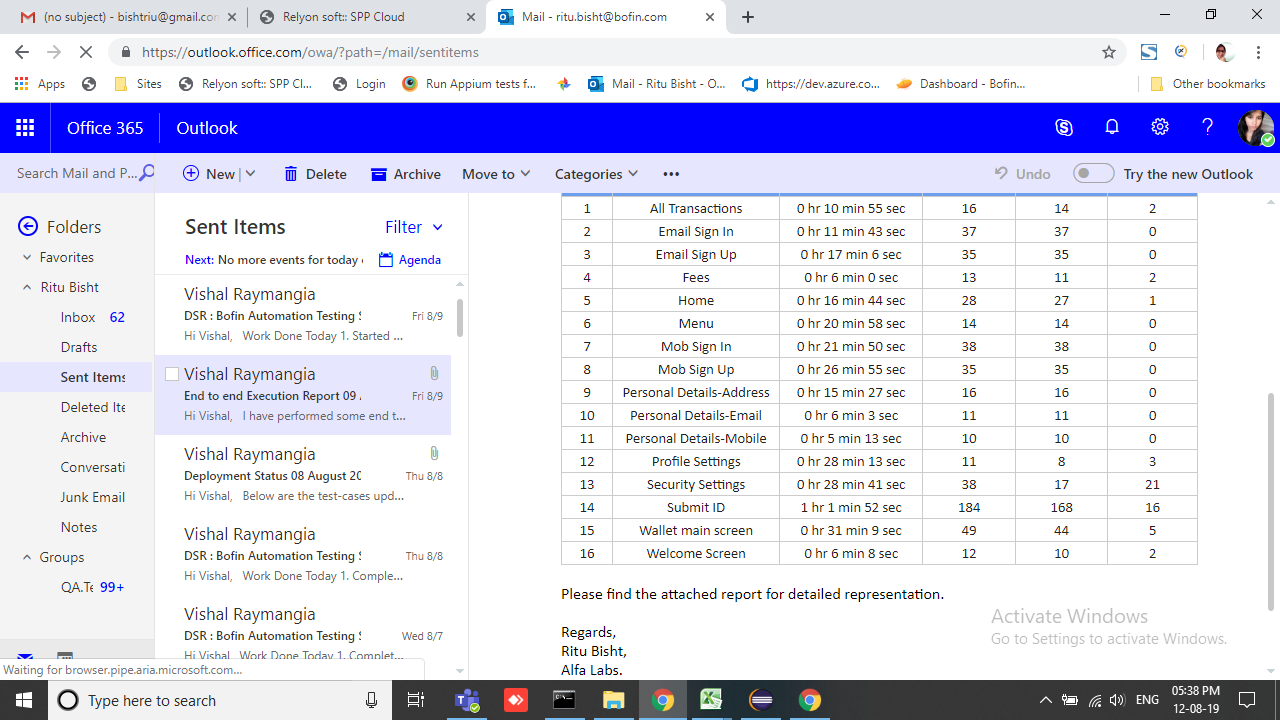 (no subject) - bishtriu@gmail.con
Relyon soft:: SPP Cloud
Mail - ritu.bisht@bofin.com
https://outlook.office.com/owa/?path=/mail/sentitems
Apps
Sites
Relyon soft:: SPP Cl...
Login
Run Appium tests f...
Mail - Ritu Bisht - O...
https://dev.azure.co...
Dashboard - Bofin...
Other bookmarks
Office 365
Outlook
Search Mail and P...
New
Delete
Archive
Move to
Categories
Undo
Try the new Outlook
Folders
Favorites
Ritu Bisht
Inbox 62
Drafts
Sent Items
Deleted Ite
Archive
Conversati
Junk Email
Notes
Groups
QA.Te 99+
Sent Items
Filter
Next: No more events for today
Agenda
Vishal Raymangia
DSR : Bofin Automation Testing S Fri 8/9
Hi Vishal, Work Done Today 1. Started ...
Vishal Raymangia
End to end Execution Report 09 Fri 8/9
Hi Vishal, I have performed some end t...
Vishal Raymangia
Deployment Status 08 August 20 Thu 8/8
Hi Vishal, Below are the test-cases upd...
Vishal Raymangia
DSR : Bofin Automation Testing S Thu 8/8
Hi Vishal, Work Done Today 1. Comple...
Vishal Raymangia
DSR : Bofin Automation Testing S Wed 8/7
Hi Vishal, Work Done Today 1. Complet...
1 All Transactions 0 hr 10 min 55 sec 16 14 2
2 Email Sign In 0 hr 11 min 43 sec 37 37 0
3 Email Sign Up 0 hr 17 min 6 sec 35 35 0
4 Fees 0 hr 6 min 0 sec 13 11 2
5 Home 0 hr 16 min 44 sec 28 27 1
6 Menu 0 hr 20 min 58 sec 14 14 0
7 Mob Sign In 0 hr 21 min 50 sec 38 38 0
8 Mob Sign Up 0 hr 26 min 55 sec 35 35 0
9 Personal Details-Address 0 hr 15 min 27 sec 16 16 0
10 Personal Details-Email 0 hr 6 min 3 sec 11 11 0
11 Personal Details-Mobile 0 hr 5 min 13 sec 10 10 0
12 Profile Settings 0 hr 28 min 13 sec 11 8 3
13 Security Settings 0 hr 28 min 41 sec 38 17 21
14 Submit ID 1 hr 1 min 52 sec 184 168 16
15 Wallet main screen 0 hr 31 min 9 sec 49 44 5
16 Welcome Screen 0 hr 6 min 8 sec 12 10 2
Please find the attached report for detailed representation.
Regards,
Ritu Bisht,
Alfa Labs.
Activate Windows
Go to Settings to activate Windows.
Waiting for browser.pipe.aria.microsoft.com...
Type here to search
ENG
05:38 PM
12-08-19